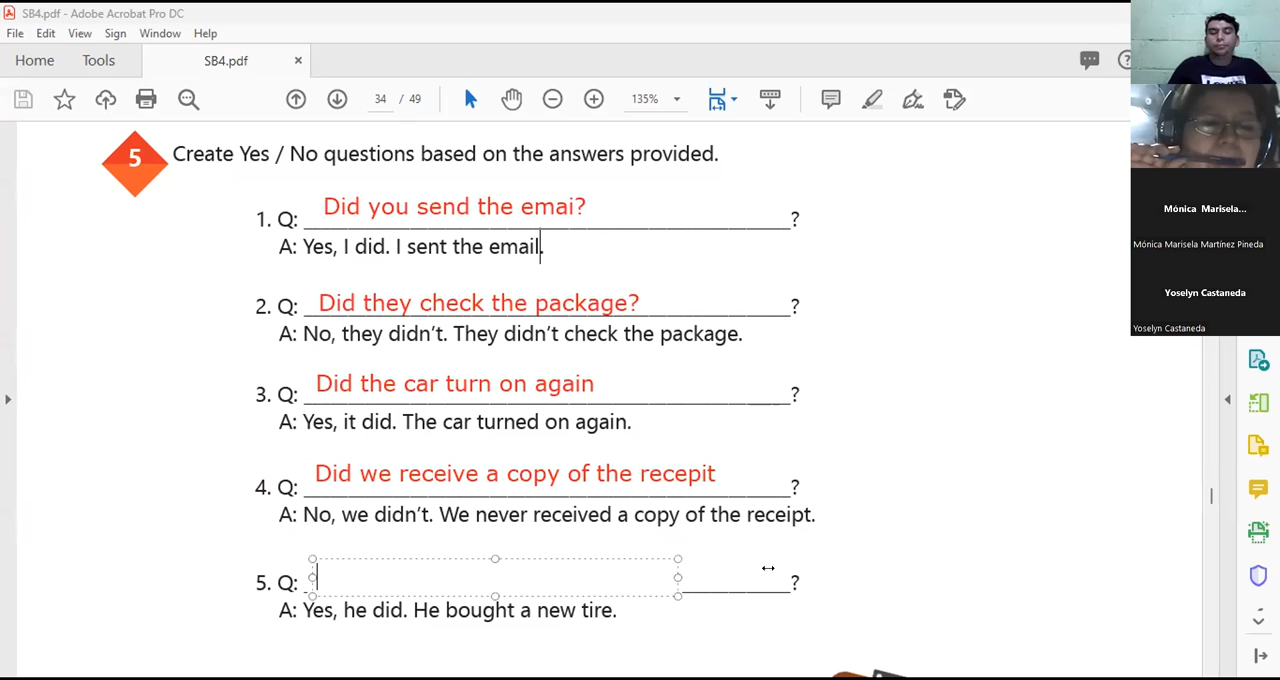 SB4.pdf - Adobe Acrobat Pro DC
File Edit View Sign Window Help
Home Tools SB4.pdf ×
34 / 49 135%
5 Create Yes / No questions based on the answers provided.
Did you send the emai?
1. Q: ?
A: Yes, I did. I sent the email.
Did they check the package?
2. Q: ?
A: No, they didn't. They didn't check the package.
Did the car turn on again
3. Q: ?
A: Yes, it did. The car turned on again.
Did we receive a copy of the recepit
4. Q: ?
A: No, we didn't. We never received a copy of the receipt.
5. Q: ?
A: Yes, he did. He bought a new tire.
Mónica Marisela...
Mónica Marisela Martínez Pineda
Yoselyn Castaneda
Yoselyn Castaneda